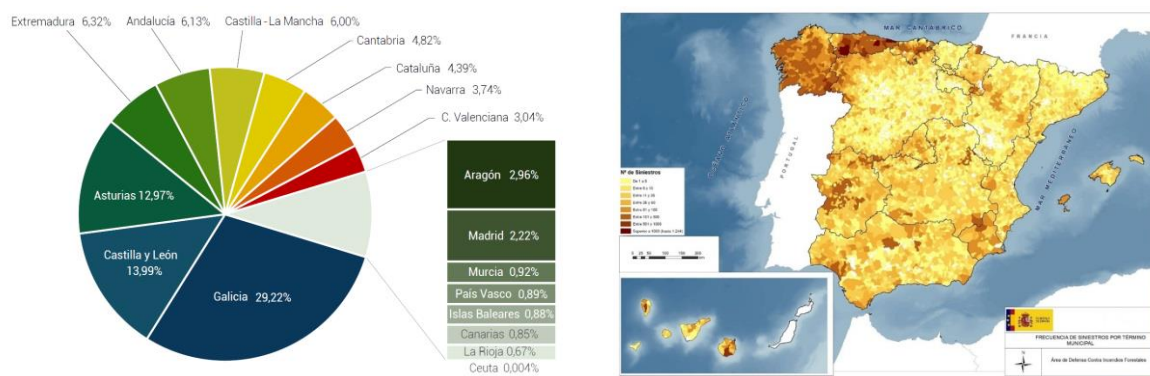 Extremadura 6,32%
Andalucía 6,13%
Castilla - La Mancha 6,00%
Cantabria 4,82%
Cataluña 4,39%
Navarra 3,74%
C. Valenciana 3,04%
Asturias 12,97%
Castilla y León
13,99%
Galicia 29,22%
Aragón 2,96%
Madrid 2,22%
Murcia 0,92%
País Vasco 0,89%
Islas Baleares 0,88%
Canarias 0,85%
La Rioja 0,67%
Ceuta 0,004%
MAR CANTÁBRICO
FRANCIA
OCÉANO ATLÁNTICO
PORTUGAL
MAR MEDITERRÁNEO
Nº de Siniestros
FRECUENCIA DE SINIESTROS POR TÉRMINO
MUNICIPAL
Área de Defensa Contra Incendios Forestales